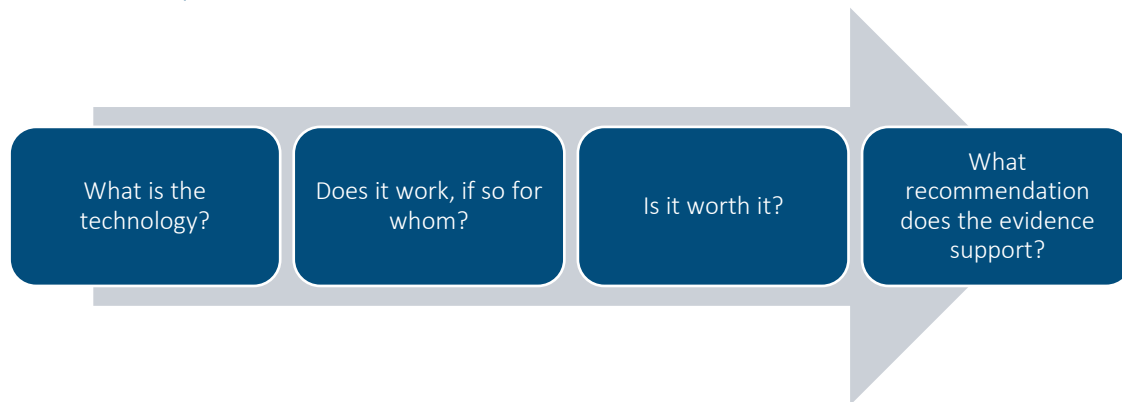 What is the
technology?
Does it work, if so for
whom?
Is it worth it?
What
recommendation
does the evidence
support?